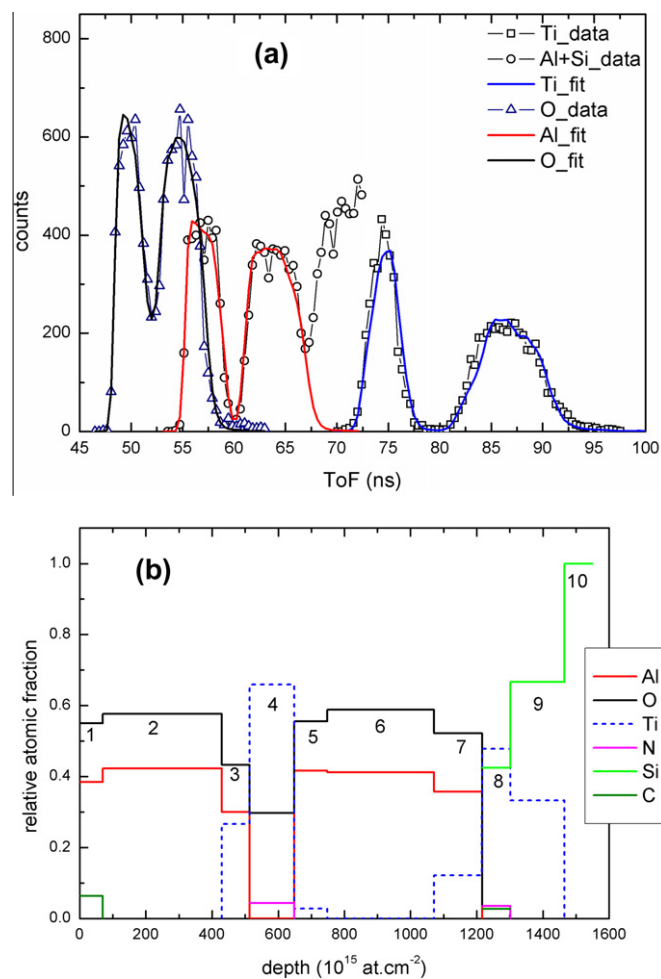 (a)
Ti_data
Al+Si_data
Ti_fit
O_data
Al_fit
O_fit
800
600
400
200
0
counts
45 50 55 60 65 70 75 80 85 90 95 100
ToF (ns)
(b)
1.0
0.8
0.6
0.4
0.2
0.0
relative atomic fraction
1 2 3 4 5 6 7 8 9 10
Al
O
Ti
N
Si
C
0 200 400 600 800 1000 1200 1400 1600
depth (10¹⁵ at.cm⁻²)